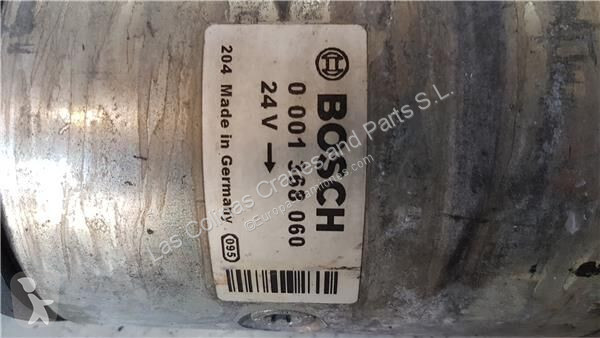 BOSCH
0 001 368 060
24 V →
204 Made in Germany 095
Las Colinas Cranes and Parts S.L.